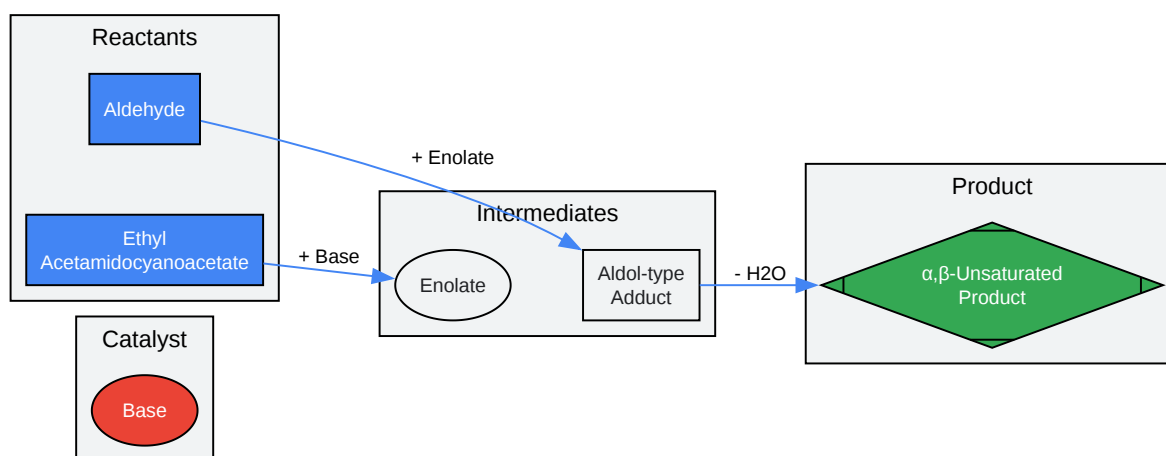 Reactants
Aldehyde
+ Enolate
Ethyl
Acetamidocyanoacetate
+ Base
Intermediates
Enolate
Aldol-type
Adduct
- H2O
Product
α,β-Unsaturated
Product
Catalyst
Base